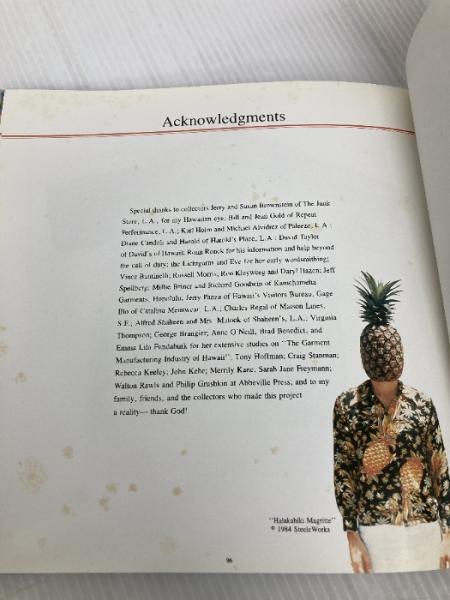 Acknowledgments
Special thanks to collectors Jerry and Susan Brownstein of The Junk
Store, L.A., for my Hawaiian eye; Bill and Jean Gold of Repeat
Performance, L.A.; Karl Holm and Michael Alvidrez of Palooze, L.A.;
Diane Candels and Harold of Harold's Place, L.A.; David Taylor
of David's of Hawaii; Ronn Ronck for his information and help beyond
the call of duty; the Lichtpaths and Eve for her early wordsmithing;
Vince Buntinelli; Russell Morris, Ron Kleyweg and Daryl Hazen; Jeff
Spielberg; Millie Briner and Richard Goodwin of Kamehameha
Garments, Honolulu; Jerry Panza of Hawaii's Visitors Bureau, Gage
Illo of Catalina Menswear, L.A.; Charles Regal of Matson Lines,
S.F.; Alfred Shaheen and Mrs. Matock of Shaheen's, L.A.; Virginia
Thompson; George Brangier; Anne O'Neill, Brad Benedict, and
Emma Lila Fundaburk for her extensive studies on "The Garment
Manufacturing Industry of Hawaii"; Tony Hoffman; Craig Stanman;
Rebecca Keeley; John Kehe; Merrily Kane, Sarah Jane Freymann;
Walton Rawls and Philip Grushkin at Abbeville Press; and to my
family, friends, and the collectors who made this project
a reality—thank God!
"Halakahiki Magritte"
© 1984 SteeleWorks
96